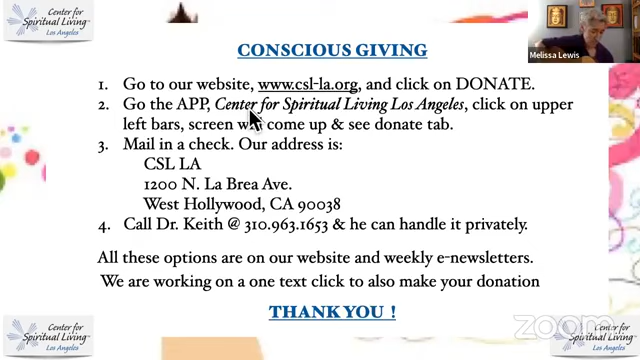 Center for
Spiritual Living
Los Angeles
CONSCIOUS GIVING
Melissa Lewis
1. Go to our website, www.csl-la.org, and click on DONATE.
2. Go the APP, Center for Spiritual Living Los Angeles, click on upper
left bars, screen will come up & see donate tab.
3. Mail in a check. Our address is:
CSL LA
1200 N. La Brea Ave.
West Hollywood, CA 90038
4. Call Dr. Keith @ 310.963.1653 & he can handle it privately.
All these options are on our website and weekly e-newsletters.
We are working on a one text click to also make your donation
THANK YOU !
Center for
Spiritual Living
Los Angeles
zoom
Center for
Spiritual Living
Los Angeles